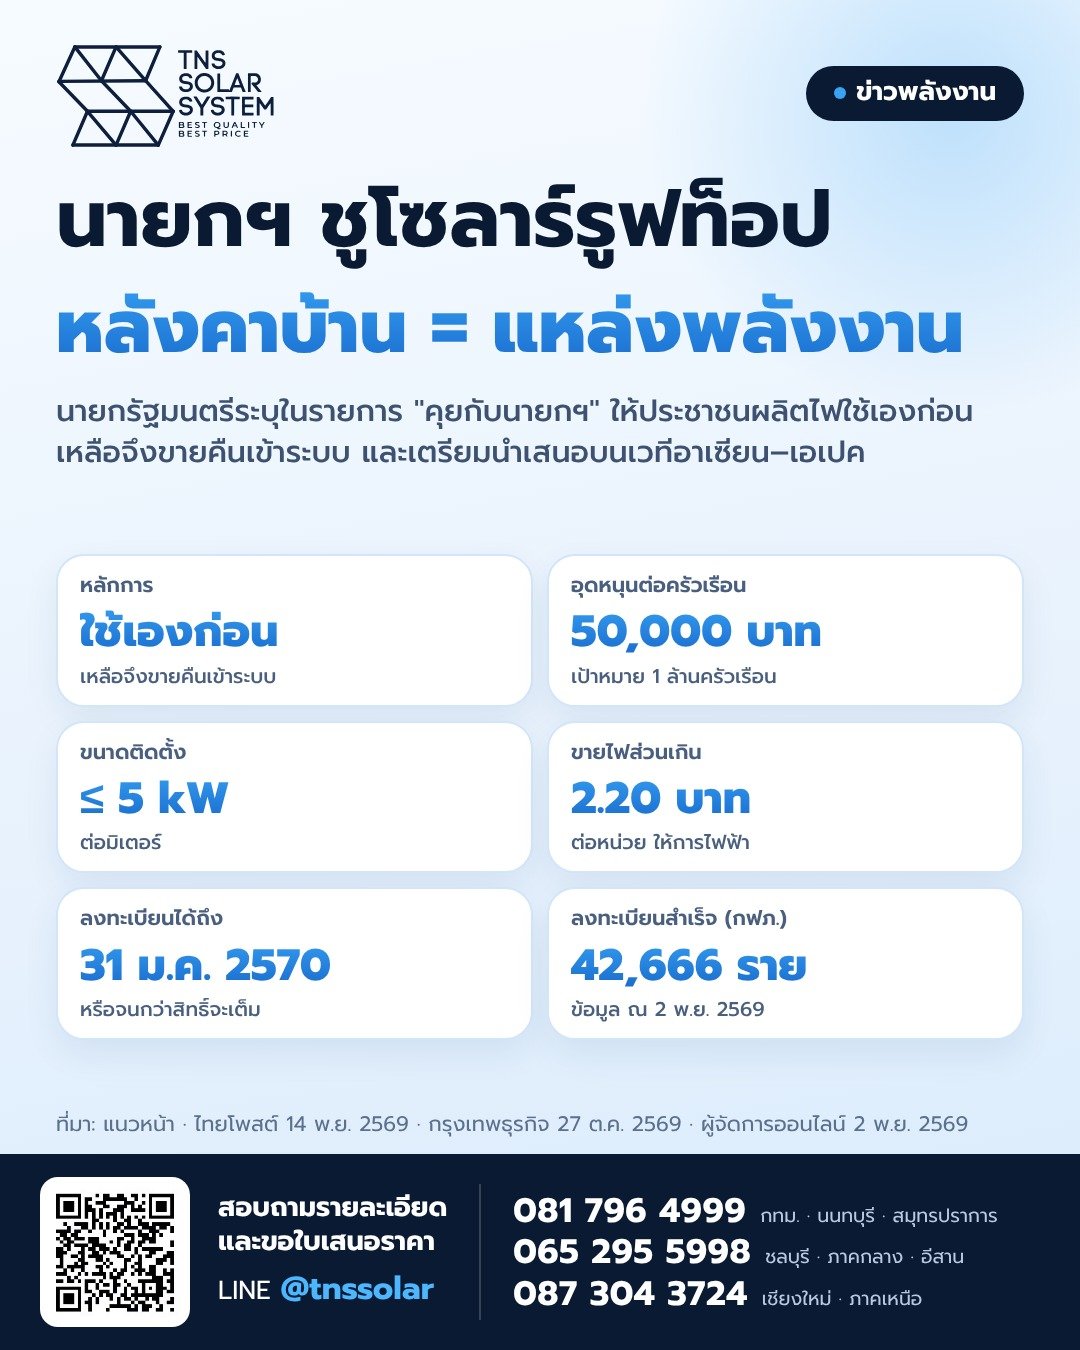 TNS
SOLAR
SYSTEM
BEST QUALITY
BEST PRICE
ข่าวพลังงาน
นายกฯ ชูโซลาร์รูฟท็อป
หลังคาบ้าน = แหล่งพลังงาน
นายกรัฐมนตรีระบุในรายการ "คุยกับนายกฯ" ให้ประชาชนผลิตไฟใช้เองก่อน
เหลือจึงขายคืนเข้าระบบ และเตรียมนำเสนอบนเวทีอาเซียน–เอเปค
หลักการ
ใช้เองก่อน
เหลือจึงขายคืนเข้าระบบ
อุดหนุนต่อครัวเรือน
50,000 บาท
เป้าหมาย 1 ล้านครัวเรือน
ขนาดติดตั้ง
≤ 5 kW
ต่อมิเตอร์
ขายไฟส่วนเกิน
2.20 บาท
ต่อหน่วย ให้การไฟฟ้า
ลงทะเบียนได้ถึง
31 ม.ค. 2570
หรือจนกว่าสิทธิ์จะเต็ม
ลงทะเบียนสำเร็จ (กฟภ.)
42,666 ราย
ข้อมูล ณ 2 พ.ย. 2569
ที่มา: แนวหน้า · ไทยโพสต์ 14 พ.ย. 2569 · กรุงเทพธุรกิจ 27 ต.ค. 2569 · ผู้จัดการออนไลน์ 2 พ.ย. 2569
สอบถามรายละเอียด
และขอใบเสนอราคา
LINE @tnssolar
081 796 4999 กทม. · นนทบุรี · สมุทรปราการ
065 295 5998 ชลบุรี · ภาคกลาง · อีสาน
087 304 3724 เชียงใหม่ · ภาคเหนือ